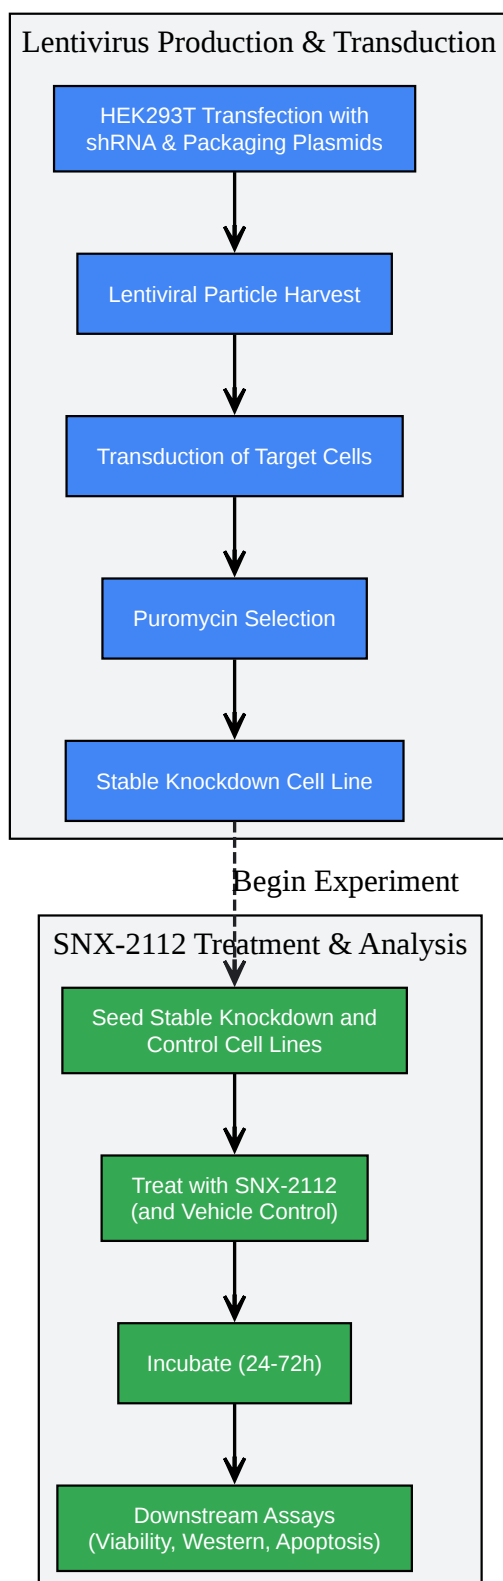 Lentivirus Production & Transduction
HEK293T Transfection with
shRNA & Packaging Plasmids
Lentiviral Particle Harvest
Transduction of Target Cells
Puromycin Selection
Stable Knockdown Cell Line
Begin Experiment
SNX-2112 Treatment & Analysis
Seed Stable Knockdown and
Control Cell Lines
Treat with SNX-2112
(and Vehicle Control)
Incubate (24-72h)
Downstream Assays
(Viability, Western, Apoptosis)